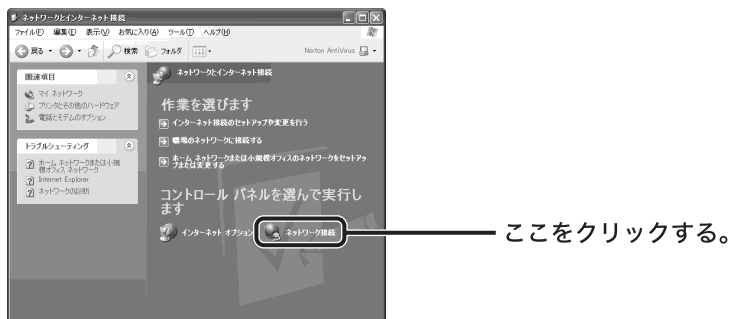 ネットワークとインターネット接続
ファイル(F) 編集(E) 表示(V) お気に入り(A) ツール(T) ヘルプ(H)
戻る 検索 フォルダ Norton AntiVirus
関連項目
マイ ネットワーク
プリンタとその他のハードウェア
電話とモデムのオプション
トラブルシューティング
ホーム ネットワークまたは小規
模オフィス ネットワーク
Internet Explorer
ネットワークの診断
ネットワークとインターネット接続
作業を選びます
インターネット接続のセットアップや変更を行う
職場のネットワークに接続する
ホーム ネットワークまたは小規模オフィスのネットワークをセットアッ
プまたは変更する
コントロール パネルを選んで実行し
ます
インターネット オプション
ネットワーク接続
ここをクリックする。